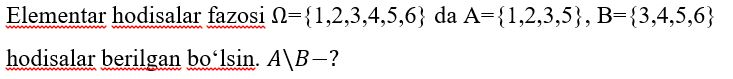 Elementar hodisalar fazosi Ω={1,2,3,4,5,6} da A={1,2,3,5}, B={3,4,5,6}
hodisalar berilgan bo‘lsin. A\B−?